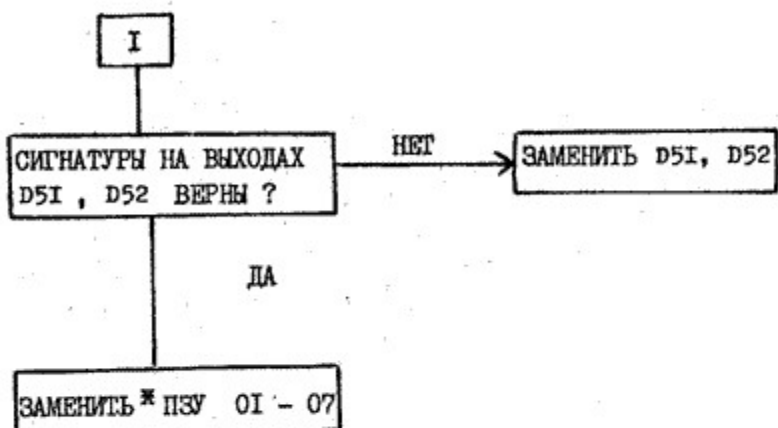 I
СИГНАТУРЫ НА ВЫХОДАХ
D5I , D52 ВЕРНЫ ?
НЕТ
ЗАМЕНИТЬ D5I, D52
ДА
ЗАМЕНИТЬ * ПЗУ 0I - 07